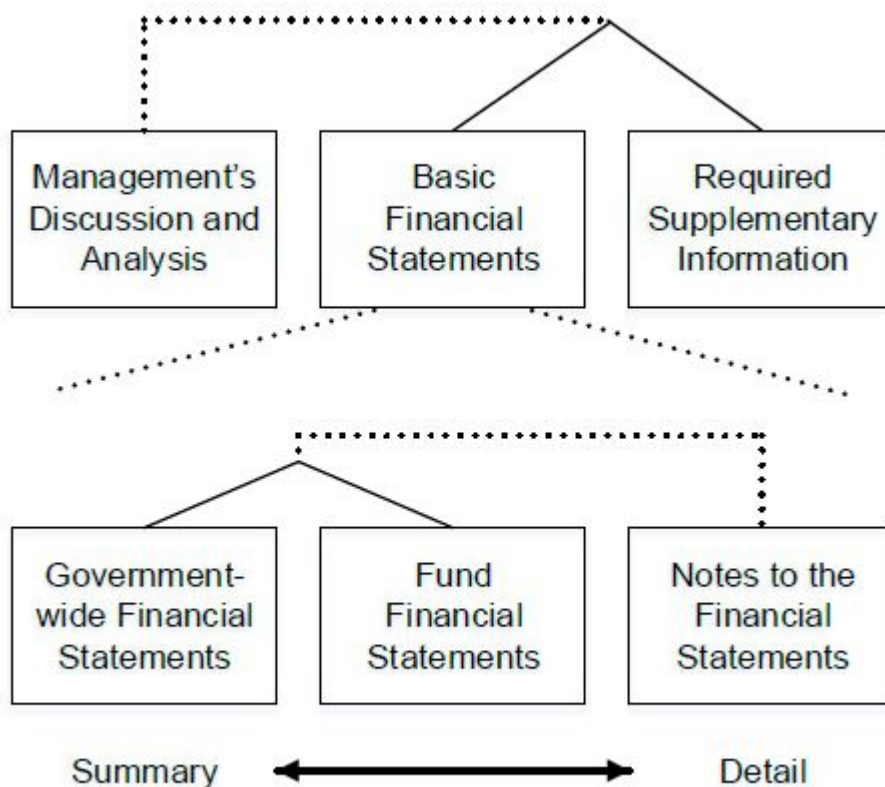 Management's
Discussion and
Analysis
Basic
Financial
Statements
Required
Supplementary
Information
Government-
wide Financial
Statements
Fund
Financial
Statements
Notes to the
Financial
Statements
Summary
Detail